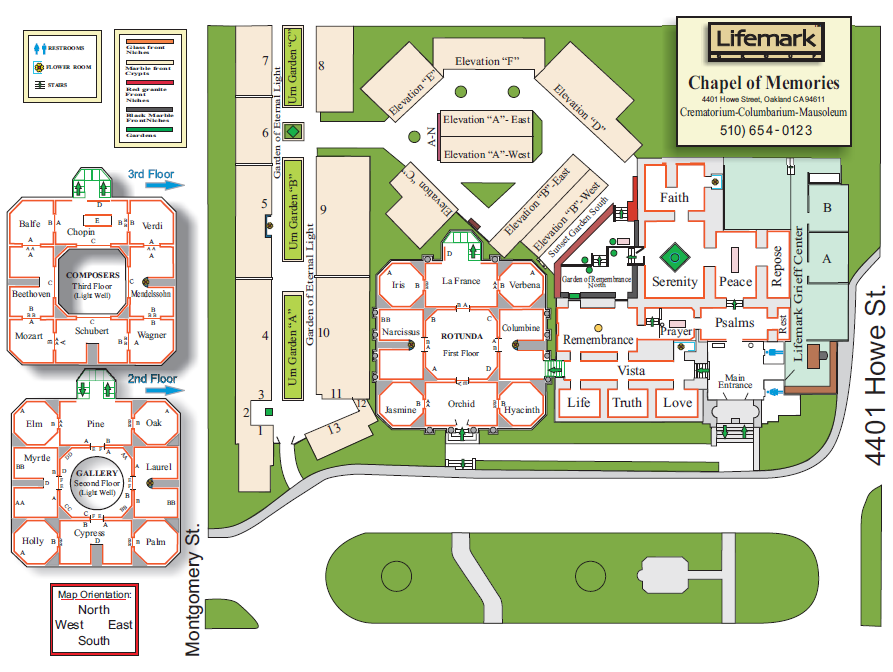 RESTROOMS
FLOWER ROOM
STAIRS
Glass front
Niches
Marble front
Crypts
Red granite
Front
Niches
Black Marble
FrontNiches
Gardens
Lifemark
Chapel of Memories
4401 Howe Street, Oakland CA94611
Crematorium-Columbarium-Mausoleum
510) 654-0123
3rd Floor
D
Balfe
B
A
E
Chopin
B
Verdi
A
A A
C
A A
A
COMPOSERS
Third Floor
(Light Well)
C
Beethoven
C
Mendelssohn
B
B B
B B
B
Mozart
Schubert
Wagner
2nd Floor
Elm
Pine
Oak
B
A
A
B
Myrtle
BB
Laurel
GALLERY
Second Floor
(Light Well)
D
AA
BB
Holly
Cypress
Palm
A
D
A
Map Orientation:
North
West East
South
Montgomery St.
4401 Howe St.
7
6
5
4
3
2
1
8
9
10
11
12
13
Urn Garden "C"
Urn Garden "B"
Urn Garden "A"
Garden of Eternal Light
Garden of Eternal Light
Elevation "F"
Elevation "E"
Elevation "D"
A-N
Elevation "A"- East
Elevation "A"-West
Elevation "C"
Elevation "B"-East
Elevation "B"-West
Sunset Garden South
Garden of Remembrance
North
D
A
Iris
La France
A
Verbena
B A
BB
Narcissus
B
C
Columbine
ROTUNDA
First Floor
A
D
Jasmine
Orchid
Hyacinth
A
A
Faith
Serenity
Peace
Repose
Remembrance
Prayer
Psalms
Rest
Vista
Life
Truth
Love
Main
Entrance
Lifemark Grieff Center
B
A